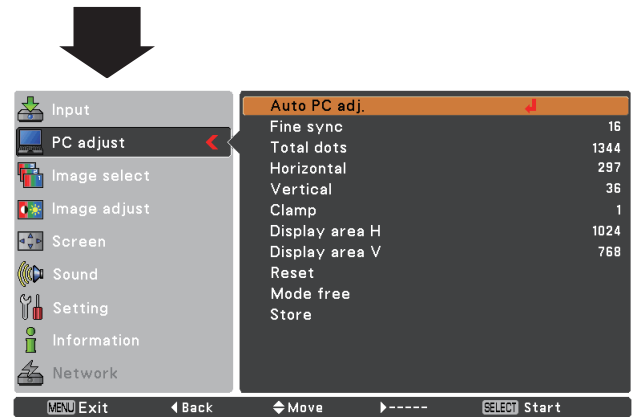 Input
PC adjust
Image select
Image adjust
Screen
Sound
Setting
Information
Network
Auto PC adj.
Fine sync 16
Total dots 1344
Horizontal 297
Vertical 36
Clamp 1
Display area H 1024
Display area V 768
Reset
Mode free
Store
MENU Exit Back Move ----- SELECT Start